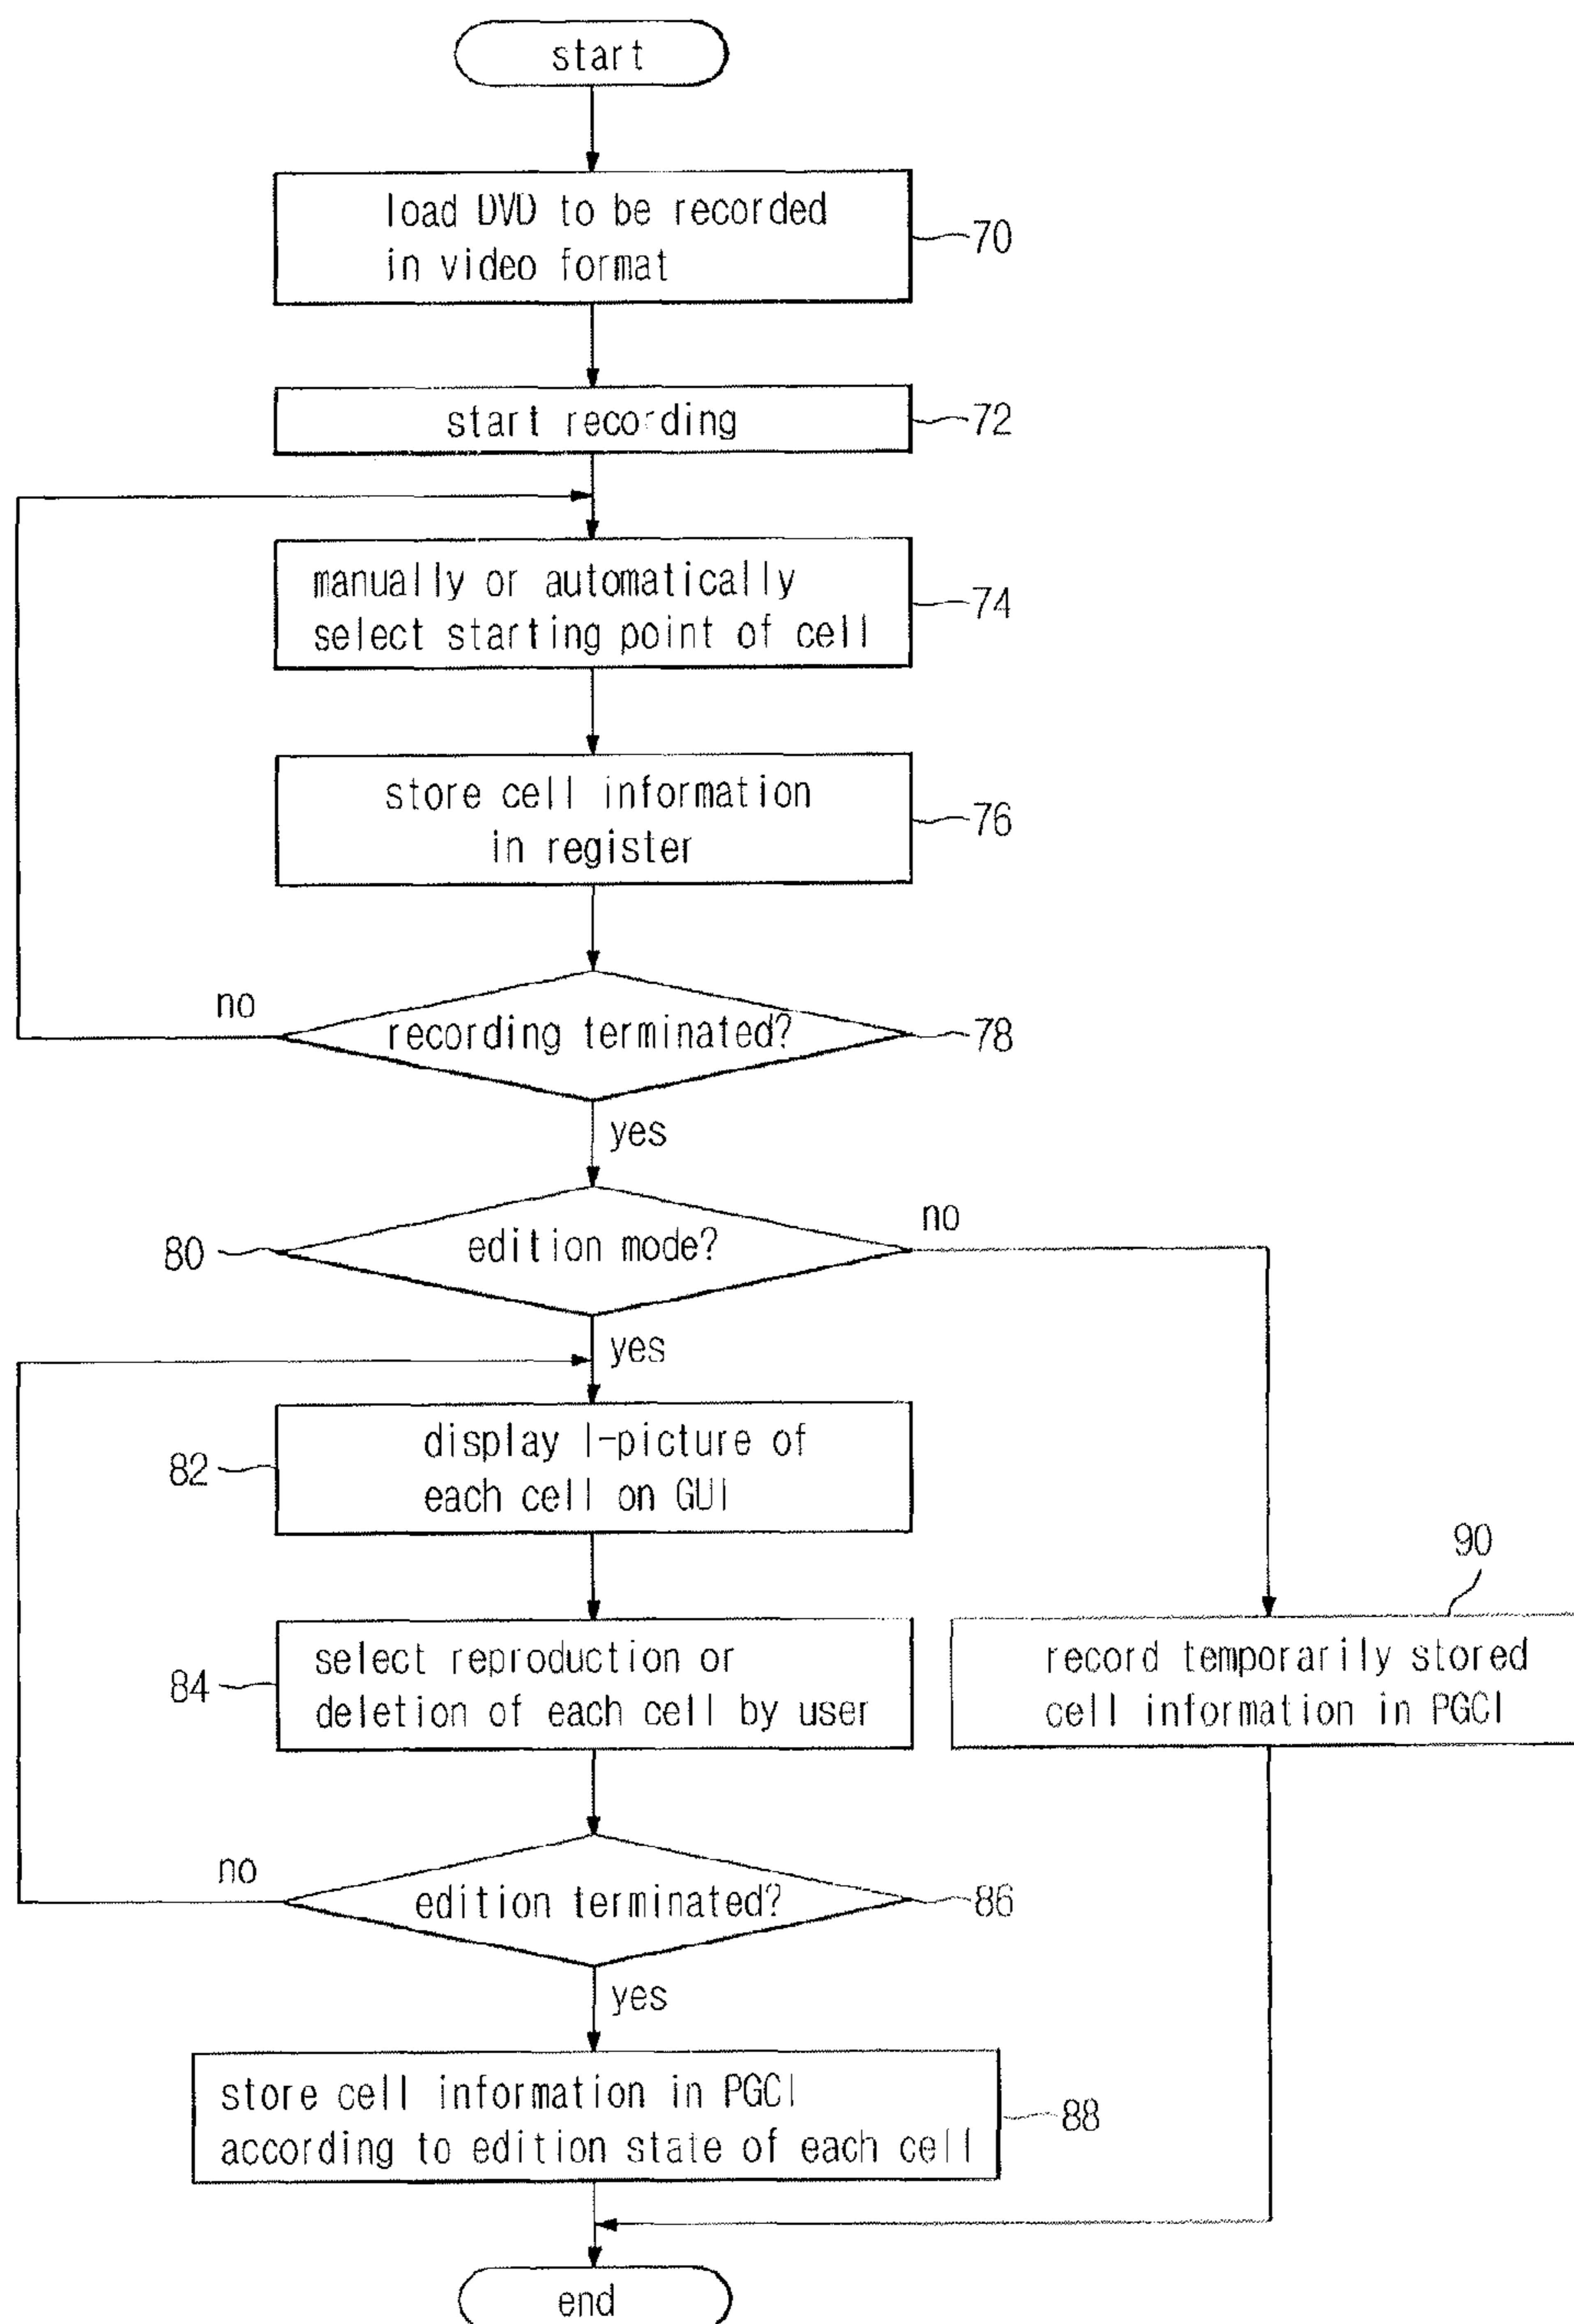 start
load DVD to be recorded
in video format
70
start recording
72
manually or automatically
select starting point of cell
74
store cell information
in register
76
no
recording terminated?
78
yes
80
edition mode?
no
yes
display I-picture of
each cell on GUI
82
90
select reproduction or
deletion of each cell by user
84
record temporarily stored
cell information in PGCI
no
edition terminated?
86
yes
store cell information in PGCI
according to edition state of each cell
88
end